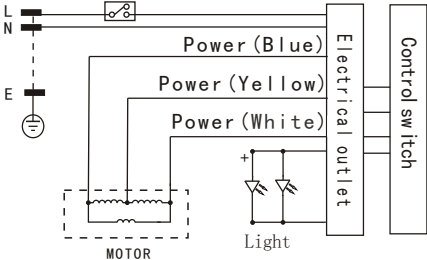 L
N
Power(Blue)
Power(Yellow)
E
Power(White)
+
Light
MOTOR
Electrical outlet
Control switch